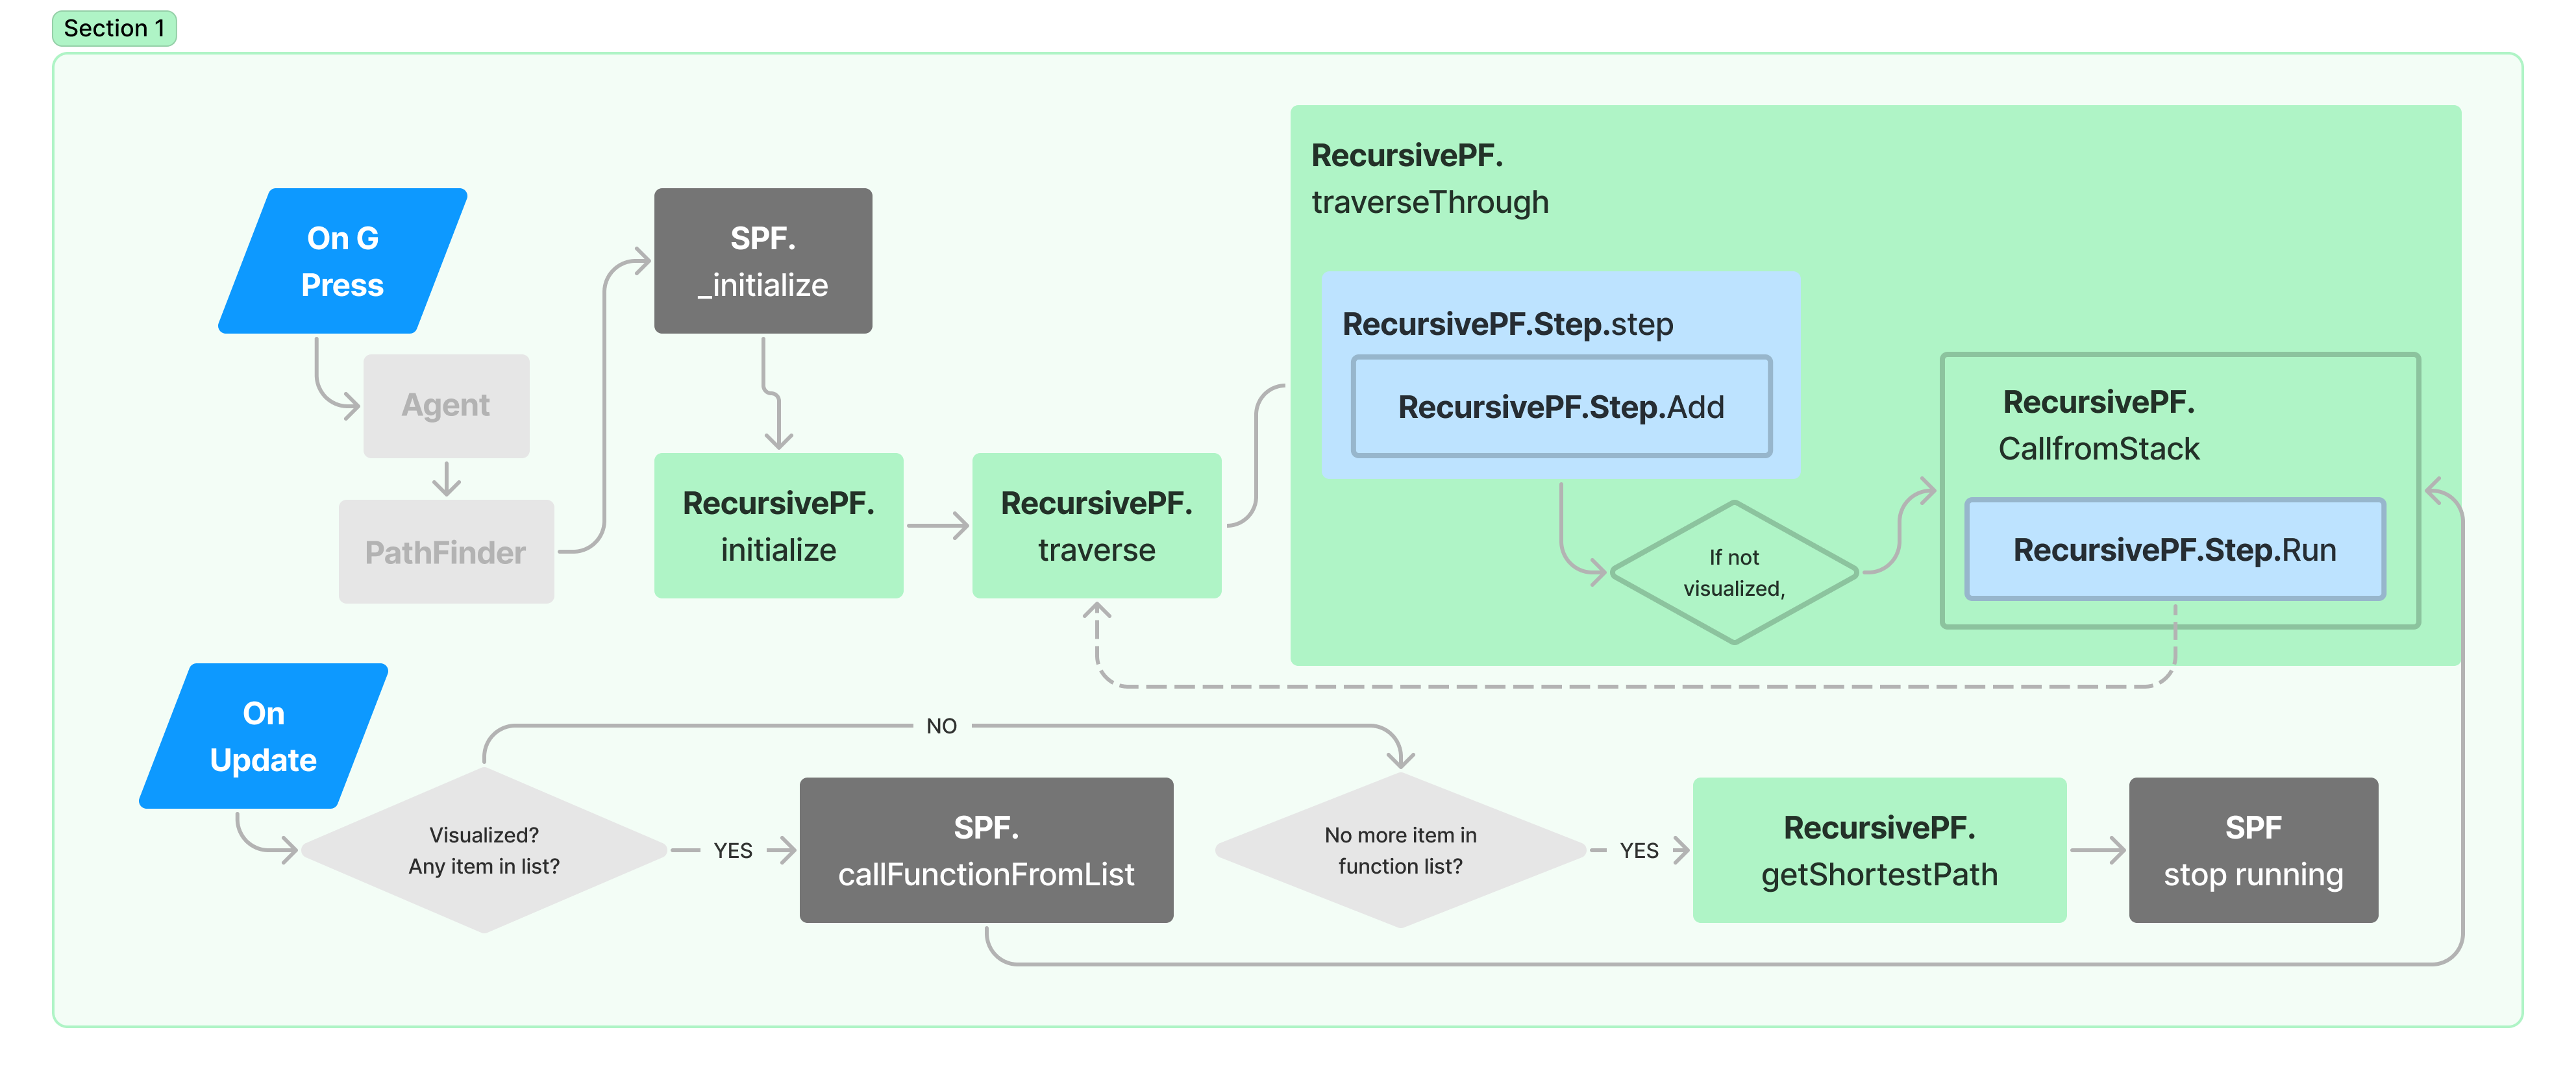 Section 1
On G
Press
Agent
PathFinder
SPF.
_initialize
RecursivePF.
initialize
RecursivePF.
traverse
RecursivePF.
traverseThrough
RecursivePF.Step.step
RecursivePF.Step.Add
If not
visualized,
RecursivePF.
CallfromStack
RecursivePF.Step.Run
On
Update
Visualized?
Any item in list?
NO
YES
SPF.
callFunctionFromList
No more item in
function list?
YES
RecursivePF.
getShortestPath
SPF
stop running